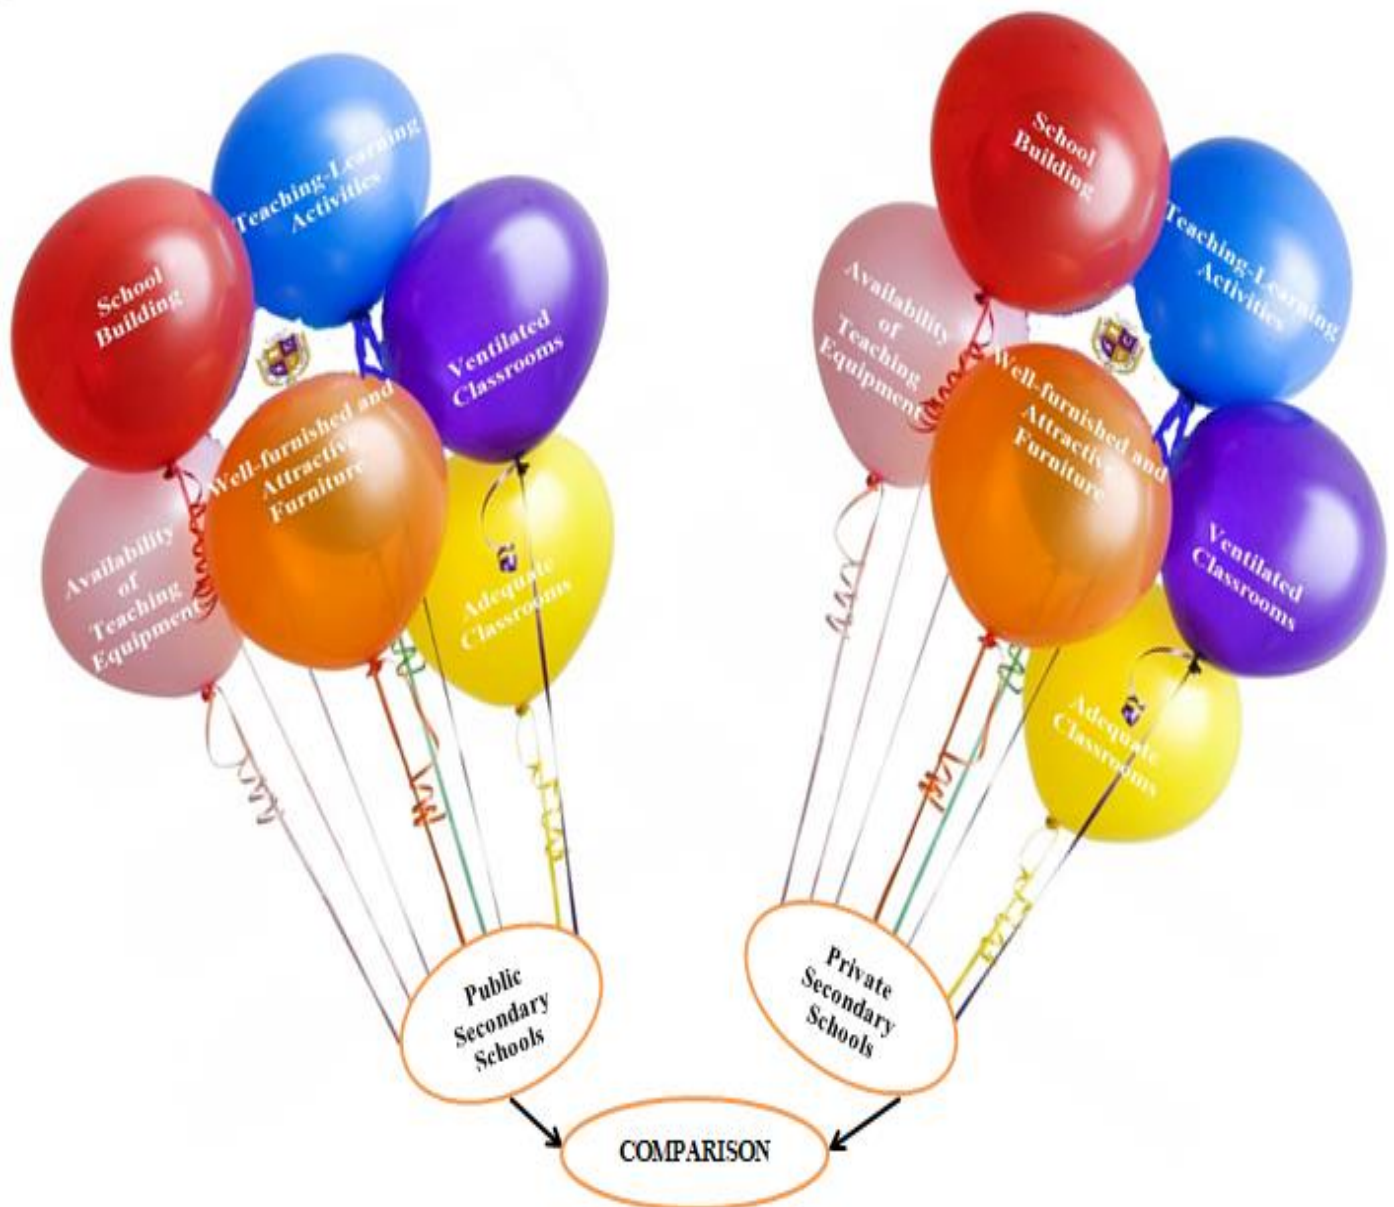 Teaching-Learning
Activities
School
Building
Ventilated
Classrooms
Well-furnished and
Attractive
Furniture
Availability
of
Teaching
Equipment
Adequate
Classrooms
Public
Secondary
Schools
School
Building
Teaching-Learning
Activities
Availability
of
Teaching
Equipment
Well-furnished and
Attractive
Furniture
Ventilated
Classrooms
Adequate
Classrooms
Private
Secondary
Schools
COMPARISON